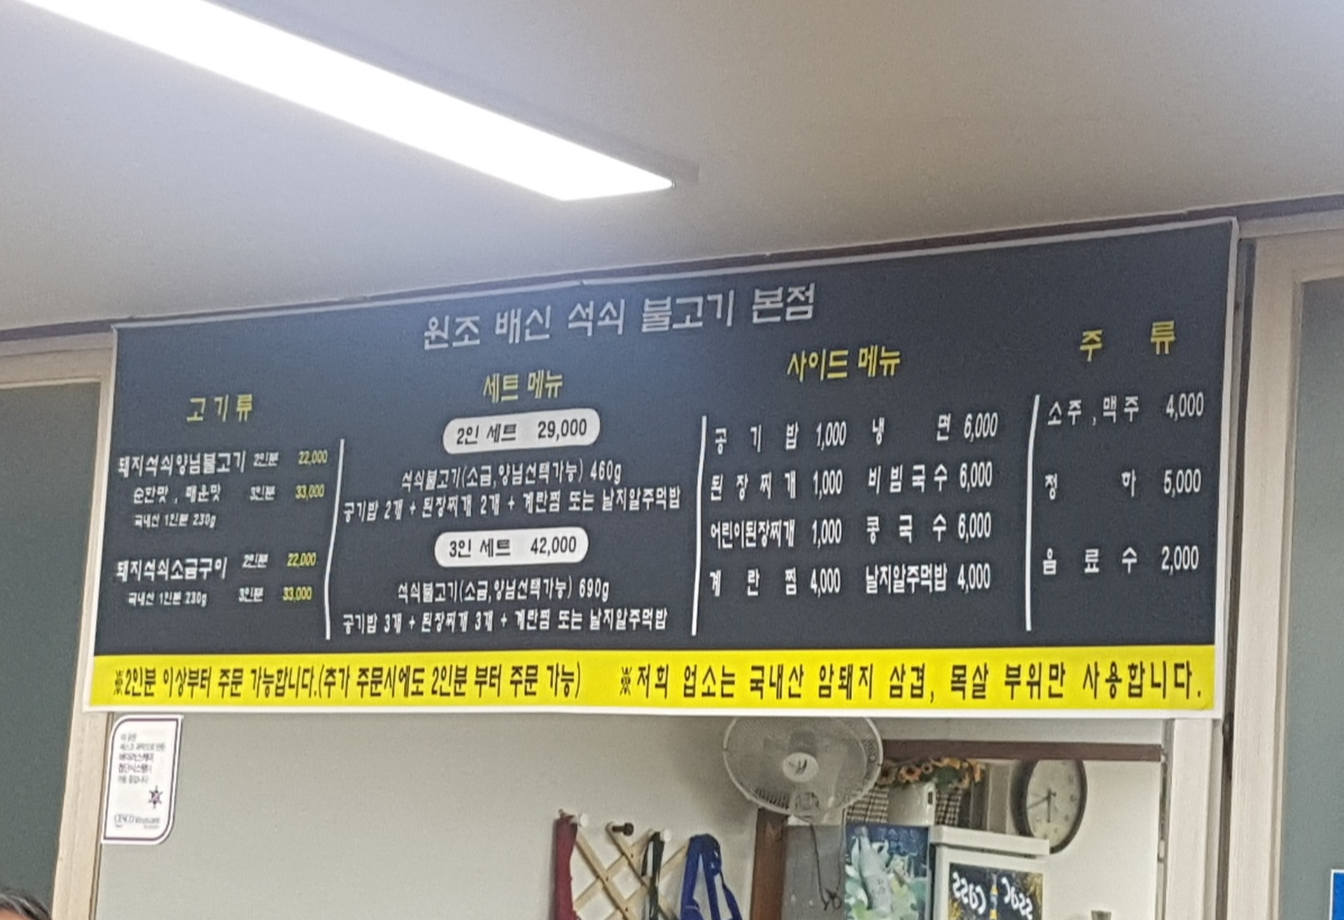 원조 배신 석쇠 불고기 본점
고기류
돼지석쇠양념불고기 2인분 22,000
순한맛 , 매운맛 3인분 33,000
국내산 1인분 230g
돼지석쇠소금구이 2인분 22,000
국내산 1인분 230g 3인분 33,000
세트 메뉴
2인 세트 29,000
석쇠불고기(소금,양념선택가능) 460g
공기밥 2개 + 된장찌개 2개 + 계란찜 또는 날치알주먹밥
3인 세트 42,000
석쇠불고기(소금,양념선택가능) 690g
공기밥 3개 + 된장찌개 3개 + 계란찜 또는 날치알주먹밥
사이드 메뉴
공기밥 1,000 냉면 6,000
된장찌개 1,000 비빔국수 6,000
어린이된장찌개 1,000 콩국수 6,000
계란찜 4,000 날치알주먹밥 4,000
주류
소주,맥주 4,000
청하 5,000
음료수 2,000
※2인분 이상부터 주문 가능합니다.(추가 주문시에도 2인분 부터 주문 가능) ※저희 업소는 국내산 암돼지 삼겹, 목살 부위만 사용합니다.
CESCO
Cass Cass